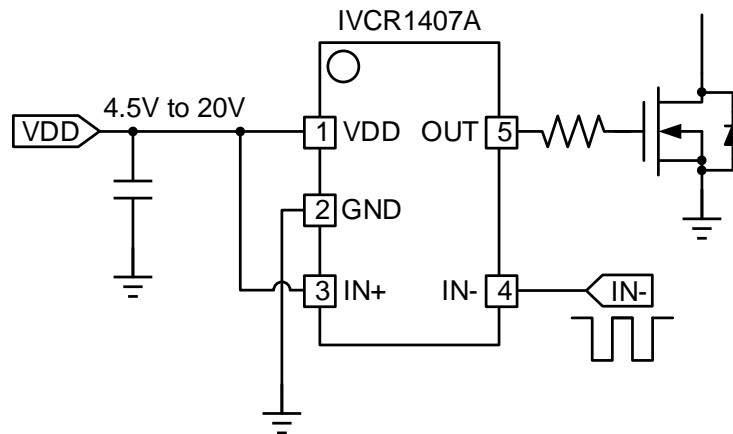 IVCR1407A
4.5V to 20V
VDD 1 VDD OUT 5
2 GND
3 IN+ IN- 4 IN-